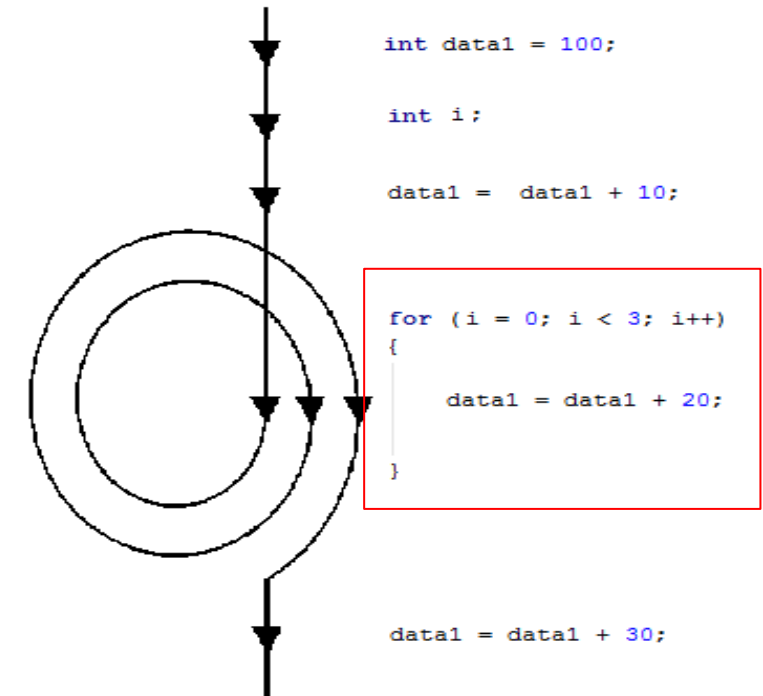 int data1 = 100;
int i;
data1 = data1 + 10;
for (i = 0; i < 3; i++)
{
data1 = data1 + 20;
}
data1 = data1 + 30;